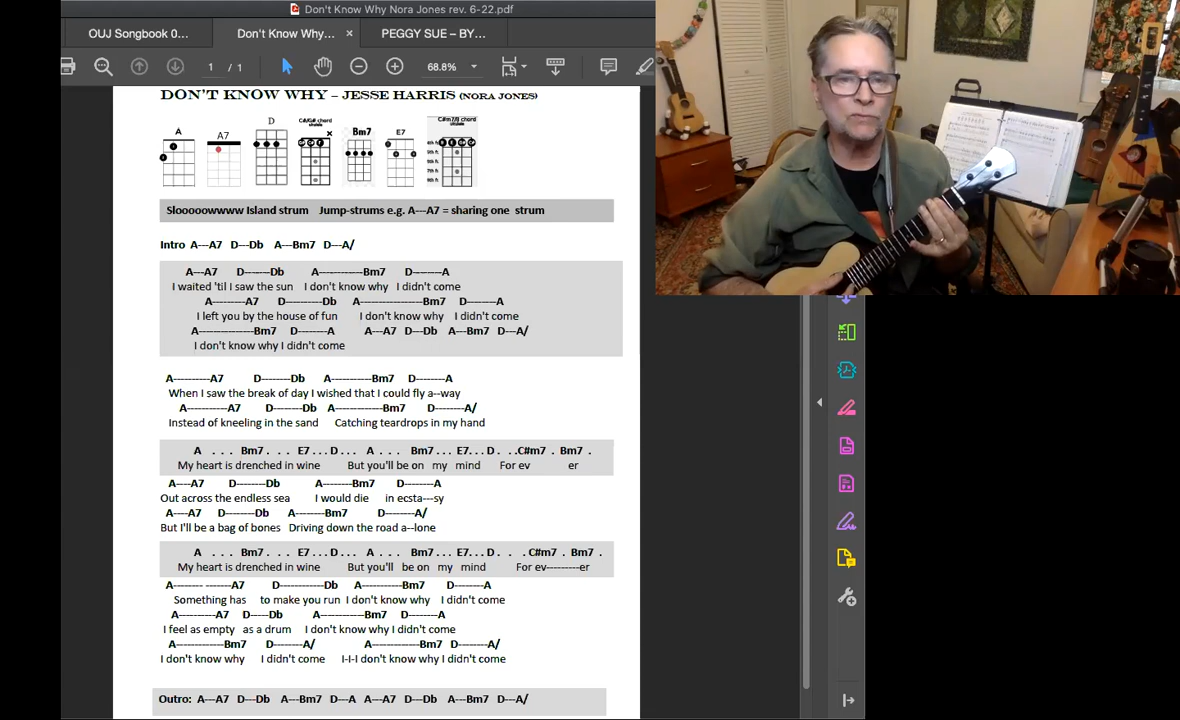 Don't Know Why Nora Jones rev. 6-22.pdf
OUJ Songbook 0... Don't Know Why... × PEGGY SUE – BY...
1 / 1 68.8%
DON'T KNOW WHY – JESSE HARRIS (NORA JONES)
A A7 D C#/G# chord ukulele x Bm7 E7 C#m7/B chord ukulele
Slooooowwww Island strum Jump-strums e.g. A---A7 = sharing one strum
Intro A---A7 D---Db A---Bm7 D---A/
A---A7 D-------Db A------------Bm7 D--------A
I waited 'til I saw the sun I don't know why I didn't come
A---------A7 D----------Db A-----------------Bm7 D--------A
I left you by the house of fun I don't know why I didn't come
A---------------Bm7 D--------A A---A7 D---Db A---Bm7 D---A/
I don't know why I didn't come
A----------A7 D--------Db A-----------Bm7 D--------A
When I saw the break of day I wished that I could fly a--way
A-----------A7 D--------Db A-------------Bm7 D--------A/
Instead of kneeling in the sand Catching teardrops in my hand
A . . . Bm7 . . . E7 . . . D . . . A . . . Bm7 . . . E7. . . D . . .C#m7 . Bm7 .
My heart is drenched in wine But you'll be on my mind For ev er
A----A7 D--------Db A--------Bm7 D--------A
Out across the endless sea I would die in ecsta---sy
A----A7 D--------Db A--------Bm7 D--------A/
But I'll be a bag of bones Driving down the road a--lone
A . . . Bm7 . . . E7 . . . D . . . A . . . Bm7 . . . E7... D . . . C#m7 . Bm7 .
My heart is drenched in wine But you'll be on my mind For ev---------er
A-------- -------A7 D------------Db A----------Bm7 D--------A
Something has to make you run I don't know why I didn't come
A----------A7 D-----Db A------------Bm7 D--------A
I feel as empty as a drum I don't know why I didn't come
A------------Bm7 D--------A/ A--------------Bm7 D--------A/
I don't know why I didn't come I-I-I don't know why I didn't come
Outro: A---A7 D---Db A---Bm7 D---A A---A7 D---Db A---Bm7 D---A/